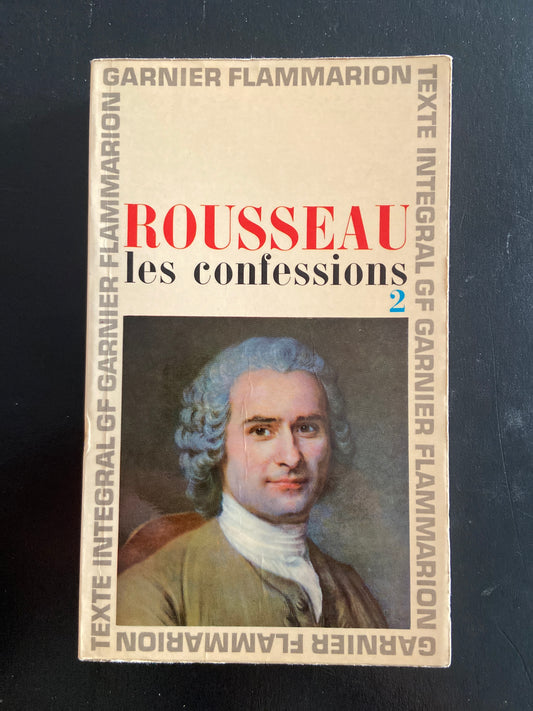 GARNIER FLAMMARION
TEXTE INTEGRAL GF GARNIER FLAMMARION
ROUSSEAU
les confessions
2
TEXTE INTEGRAL GF GARNIER FLAMMARION
GARNIER FLAMMARION